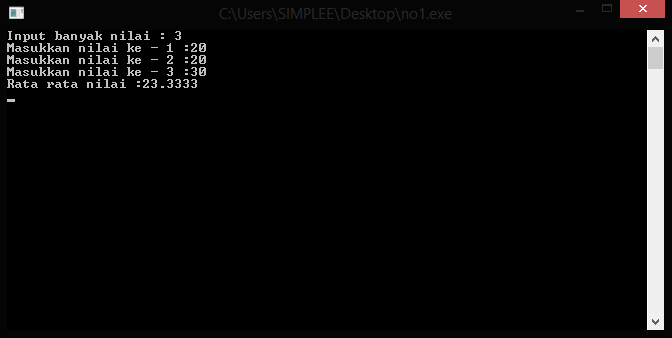 C:\Users\SIMPLEE\Desktop\no1.exe
Input banyak nilai : 3
Masukkan nilai ke - 1 :20
Masukkan nilai ke - 2 :20
Masukkan nilai ke - 3 :30
Rata rata nilai :23.3333